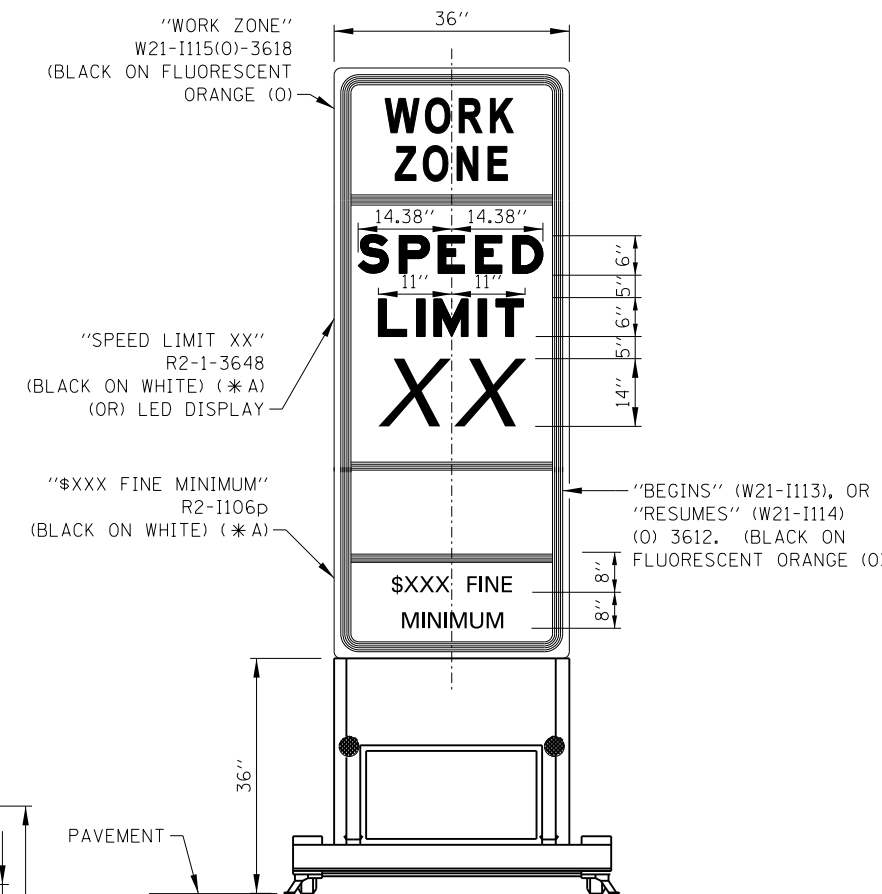 36''
''WORK ZONE''
W21-I115(O)-3618
(BLACK ON FLUORESCENT
ORANGE (O)
WORK
ZONE
14.38'' 14.38''
SPEED
11'' 11''
LIMIT
XX
6''
5''
6''
5''
14''
''SPEED LIMIT XX''
R2-1-3648
(BLACK ON WHITE) (*A)
(OR) LED DISPLAY
''$XXX FINE MINIMUM''
R2-I106p
(BLACK ON WHITE) (*A)
''BEGINS'' (W21-I113), OR
''RESUMES'' (W21-I114)
(O) 3612. (BLACK ON
FLUORESCENT ORANGE (O)
$XXX FINE
MINIMUM
8''
8''
36''
PAVEMENT